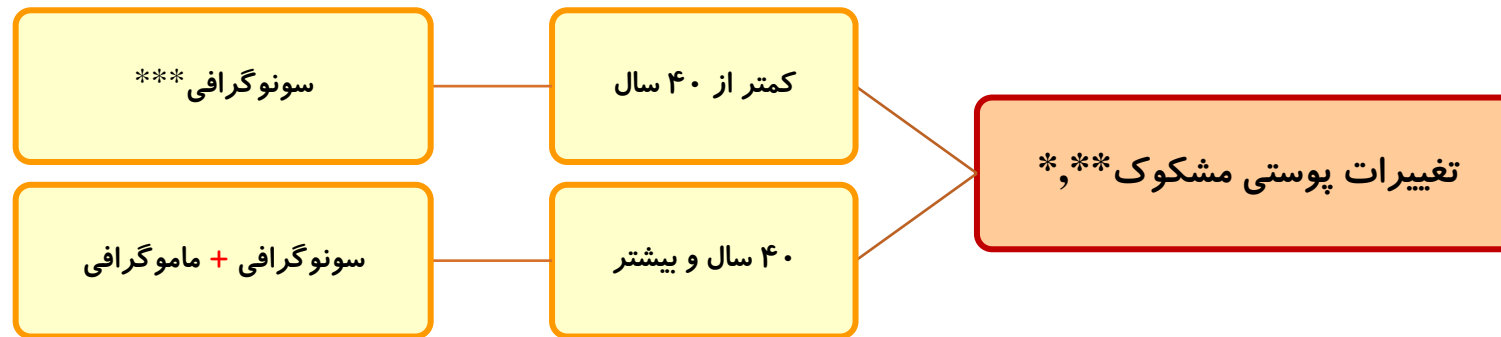 تغییرات پوستی مشکوک**,*
کمتر از ۴۰ سال
سونوگرافی***
۴۰ سال و بیشتر
سونوگرافی + ماموگرافی